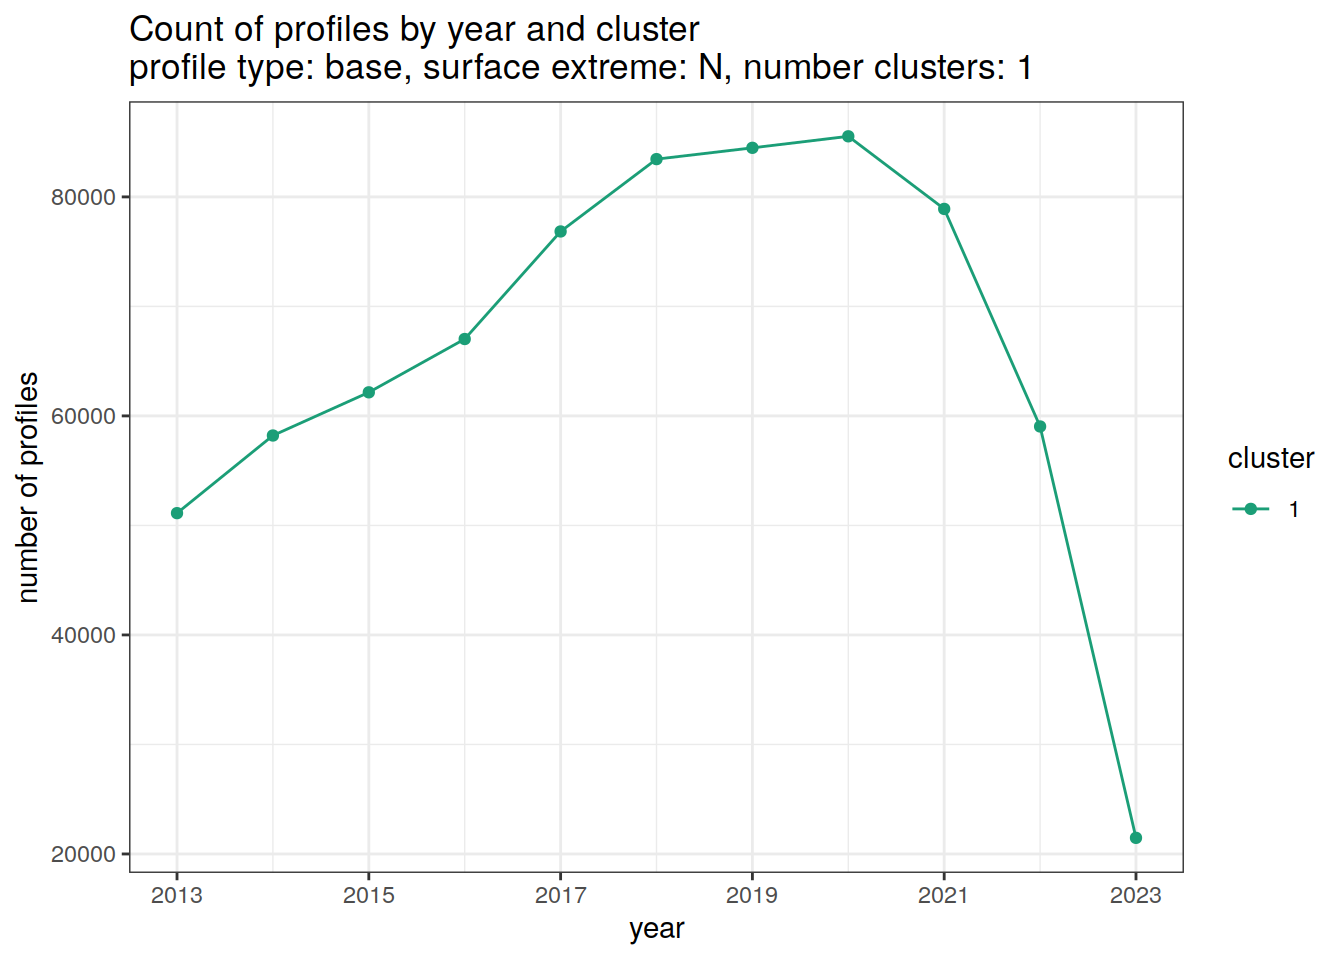 Count of profiles by year and cluster
profile type: base, surface extreme: N, number clusters: 1
80000
60000
40000
20000
number of profiles
2013 2015 2017 2019 2021 2023
year
cluster
1